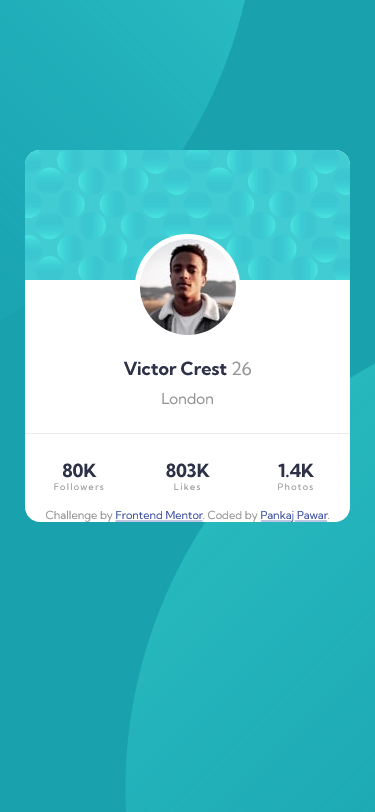 Victor Crest 26
London
80K 803K 1.4K
Followers Likes Photos
Challenge by Frontend Mentor. Coded by Pankaj Pawar.